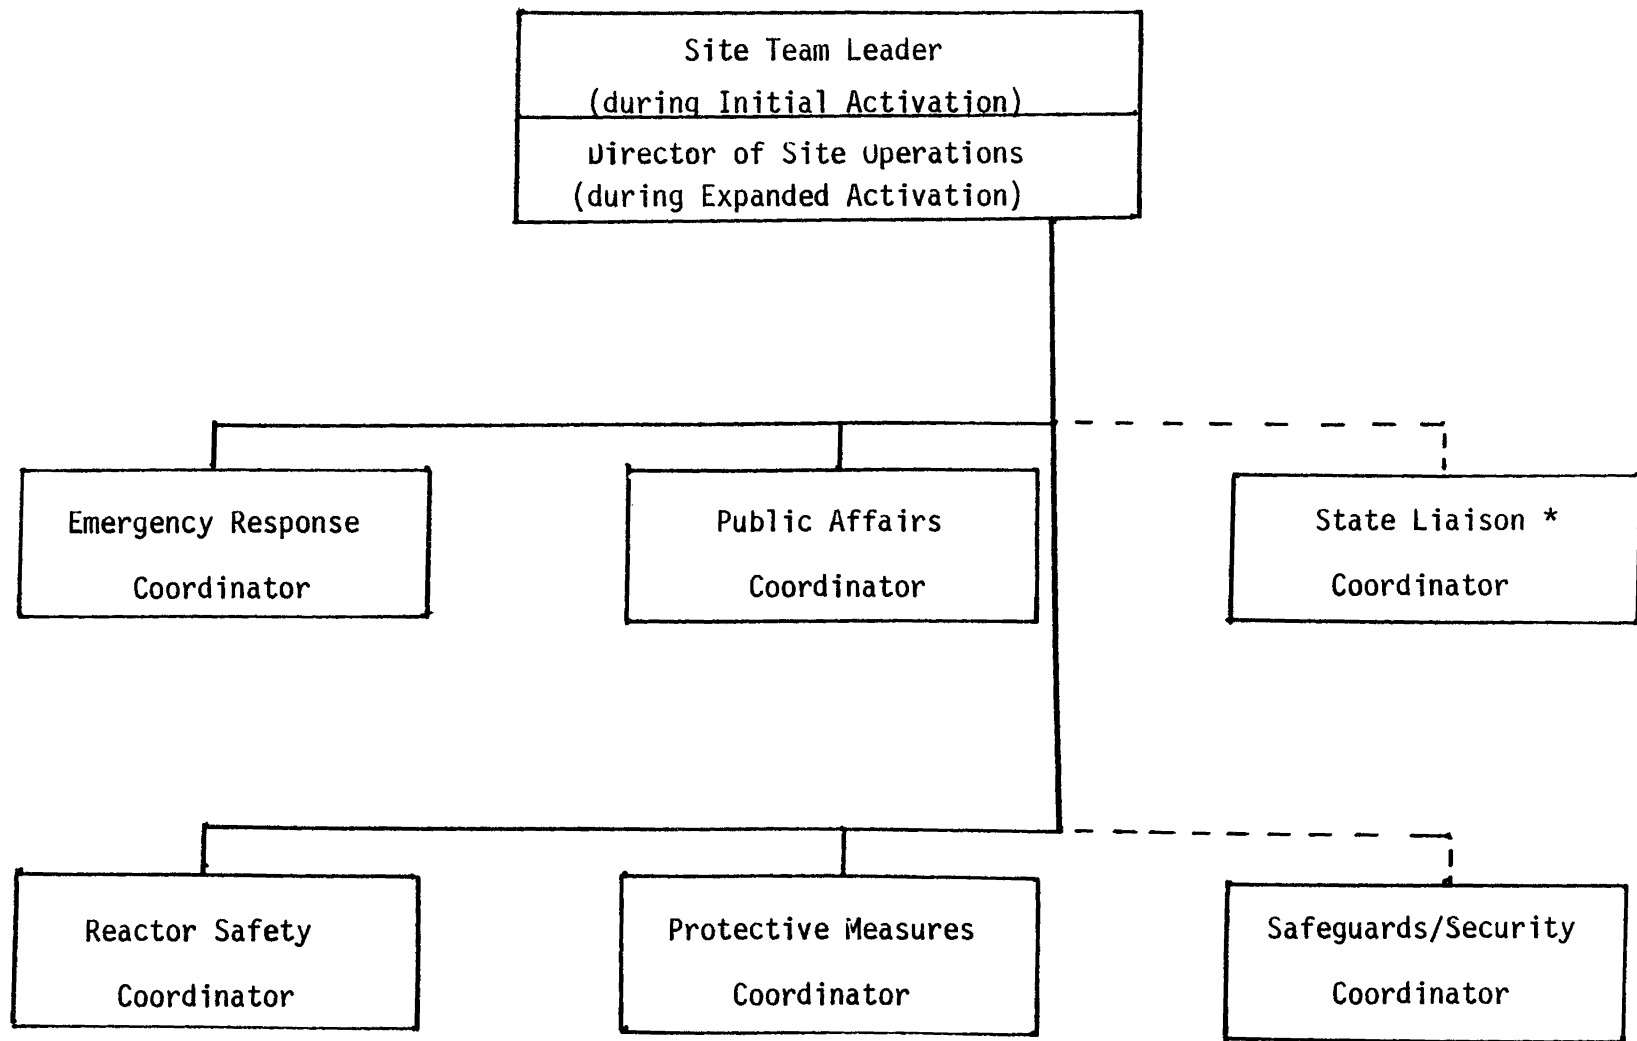 Site Team Leader
(during Initial Activation)
Director of Site Operations
(during Expanded Activation)
Emergency Response
Coordinator
Public Affairs
Coordinator
State Liaison *
Coordinator
Reactor Safety
Coordinator
Protective Measures
Coordinator
Safeguards/Security
Coordinator